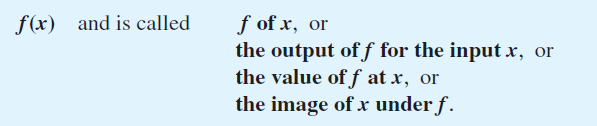 f(x) and is called f of x, or
the output of f for the input x, or
the value of f at x, or
the image of x under f.